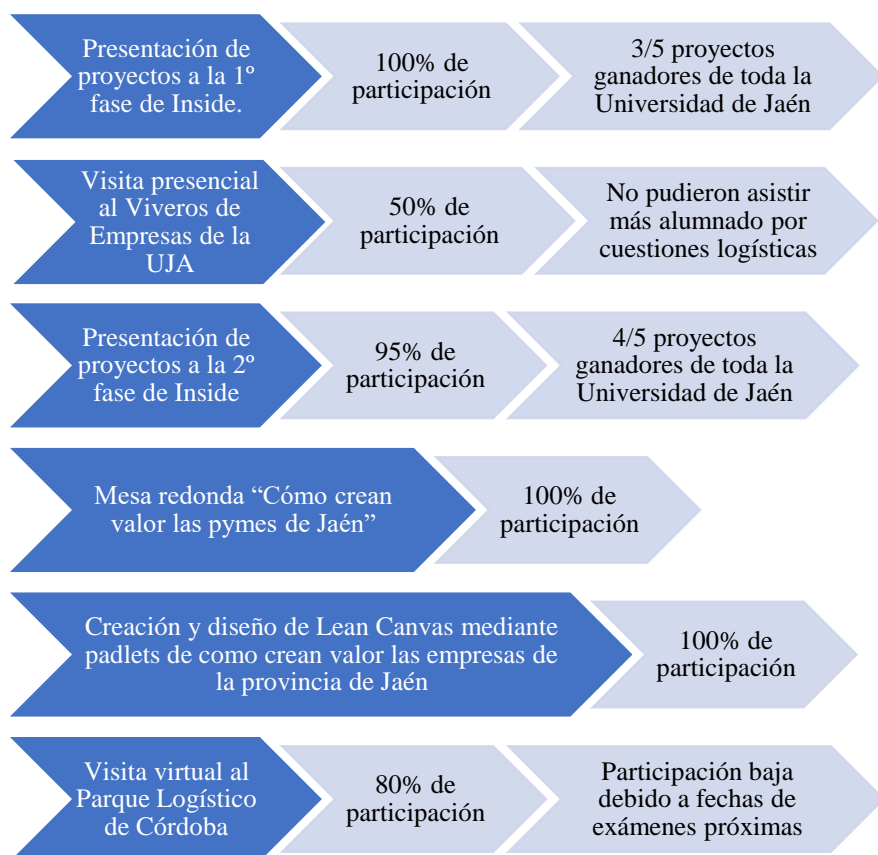 Presentación de
proyectos a la 1º
fase de Inside.
100% de
participación
3/5 proyectos
ganadores de toda la
Universidad de Jaén
Visita presencial
al Viveros de
Empresas de la
UJA
50% de
participación
No pudieron asistir
más alumnado por
cuestiones logísticas
Presentación de
proyectos a la 2º
fase de Inside
95% de
participación
4/5 proyectos
ganadores de toda la
Universidad de Jaén
Mesa redonda “Cómo crean
valor las pymes de Jaén”
100% de
participación
Creación y diseño de Lean Canvas mediante
padlets de como crean valor las empresas de
la provincia de Jaén
100% de
participación
Visita virtual al
Parque Logístico
de Córdoba
80% de
participación
Participación baja
debido a fechas de
exámenes próximas